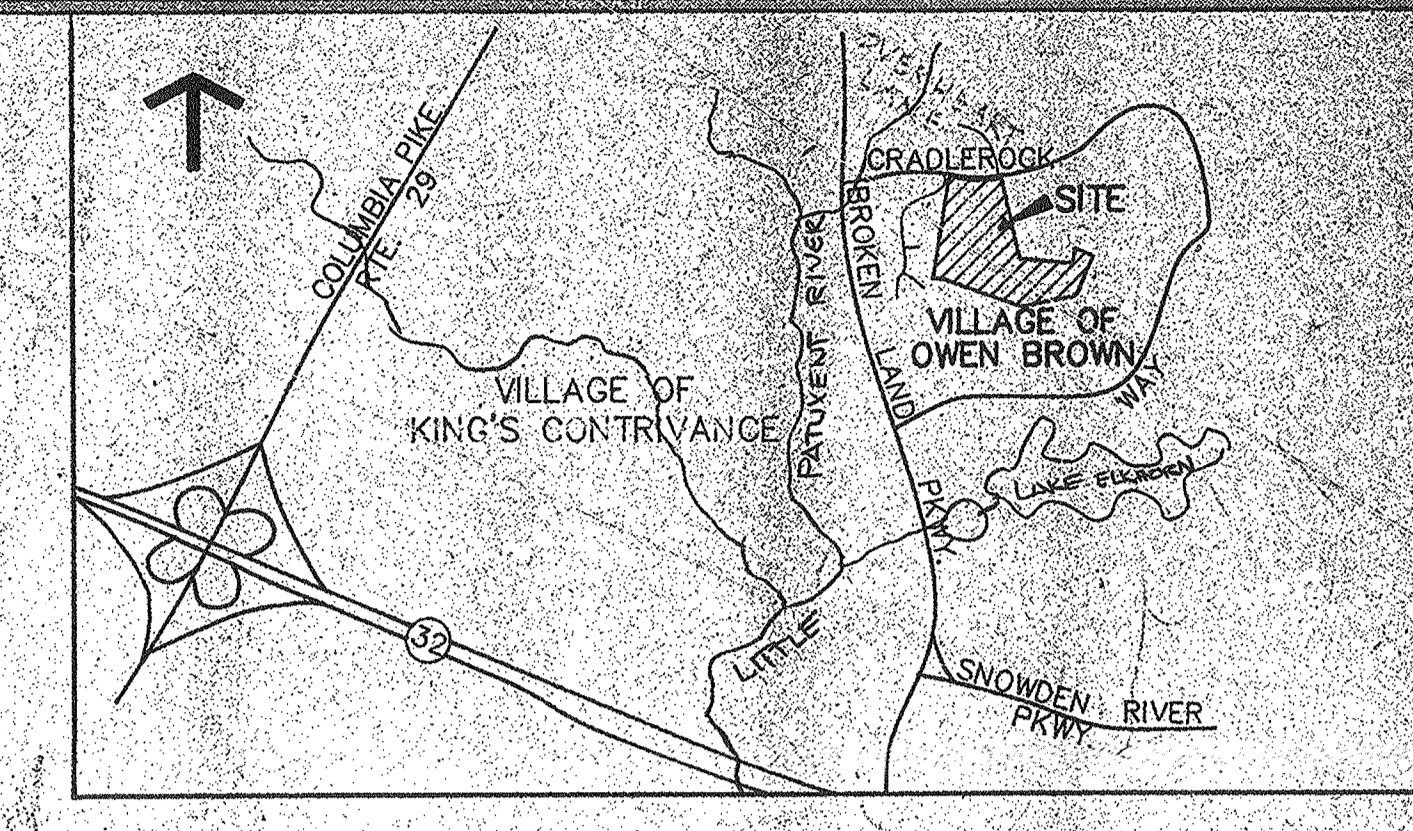 COLUMBIA PIKE
RTE. 29
CRADLEROCK
SITE
BROKEN
LAND
PKWY.
PATUXENT RIVER
VILLAGE OF
OWEN BROWN
WAY
VILLAGE OF
KING'S CONTRIVANCE
LAKE ELKHORN
32
LITTLE
SNOWDEN
RIVER
PKWY